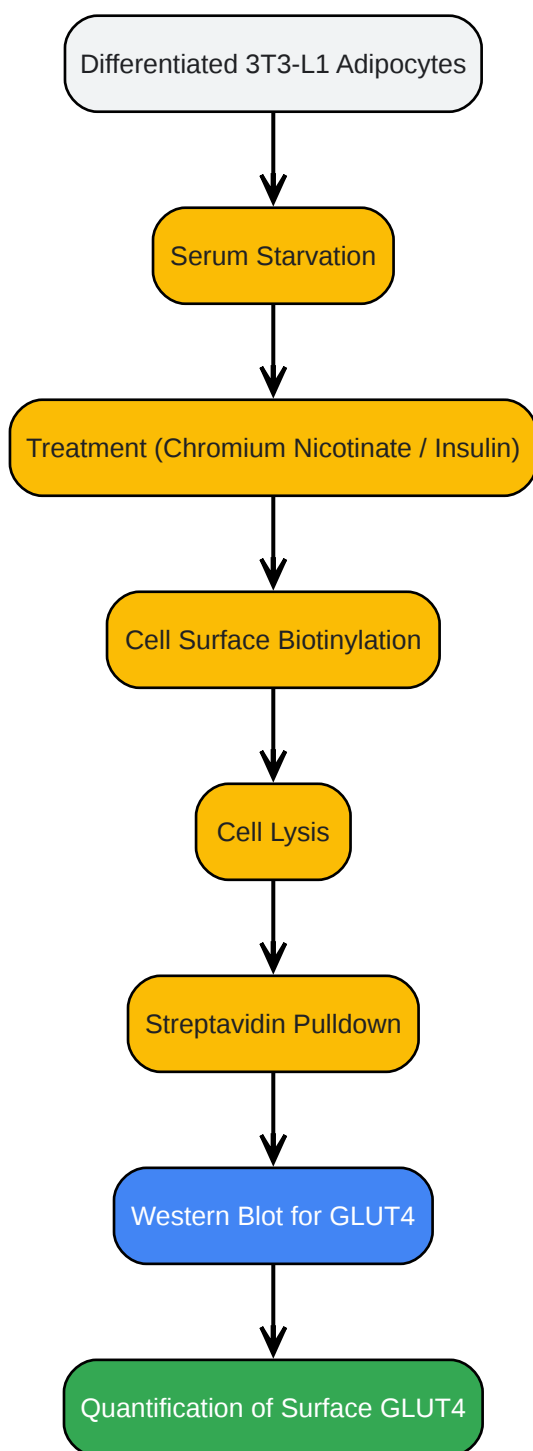 Differentiated 3T3-L1 Adipocytes
Serum Starvation
Treatment (Chromium Nicotinate / Insulin)
Cell Surface Biotinylation
Cell Lysis
Streptavidin Pulldown
Western Blot for GLUT4
Quantification of Surface GLUT4